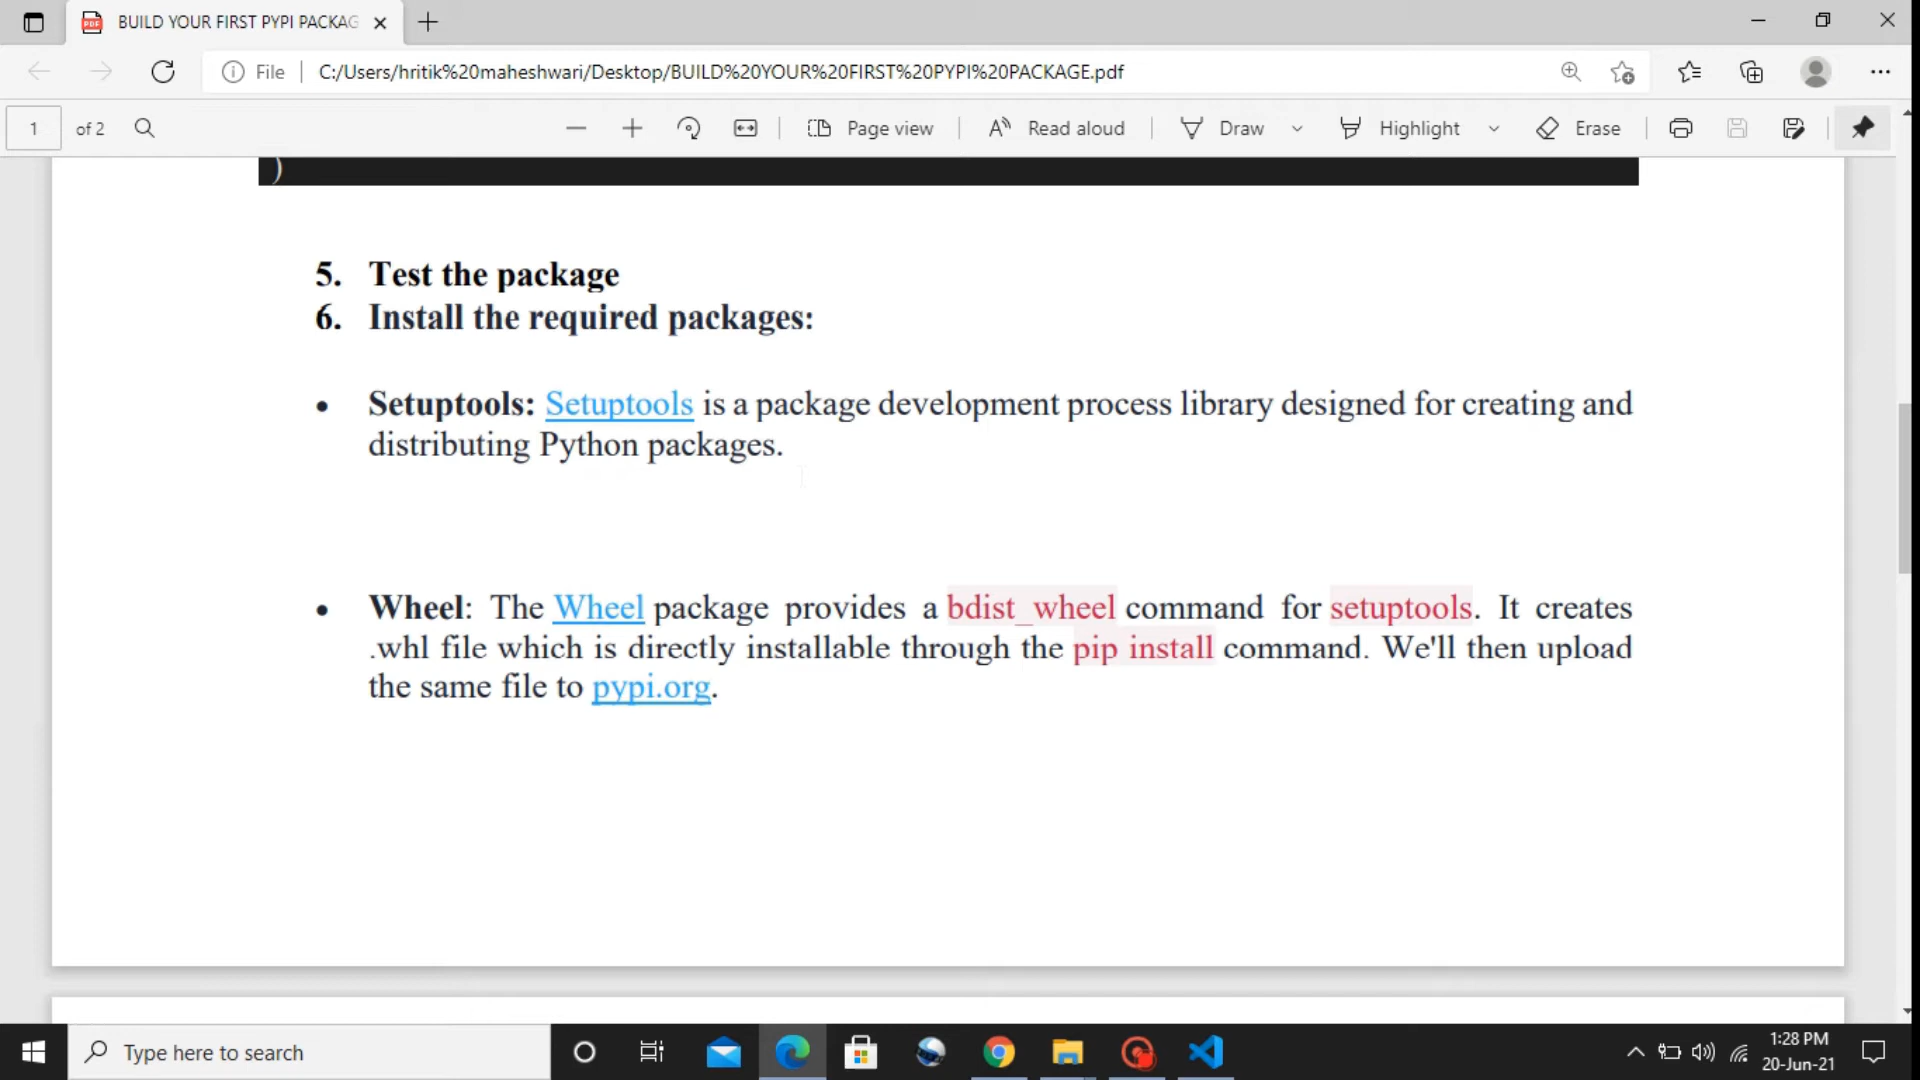 BUILD YOUR FIRST PYPI PACKAG
File
C:/Users/hritik%20maheshwari/Desktop/BUILD%20YOUR%20FIRST%20PYPI%20PACKAGE.pdf
1 of 2
Page view
Read aloud
Draw
Highlight
Erase
)
5. Test the package
6. Install the required packages:
• Setuptools: Setuptools is a package development process library designed for creating and
distributing Python packages.
• Wheel: The Wheel package provides a bdist_wheel command for setuptools. It creates
.whl file which is directly installable through the pip install command. We'll then upload
the same file to pypi.org.
Type here to search
1:28 PM
20-Jun-21